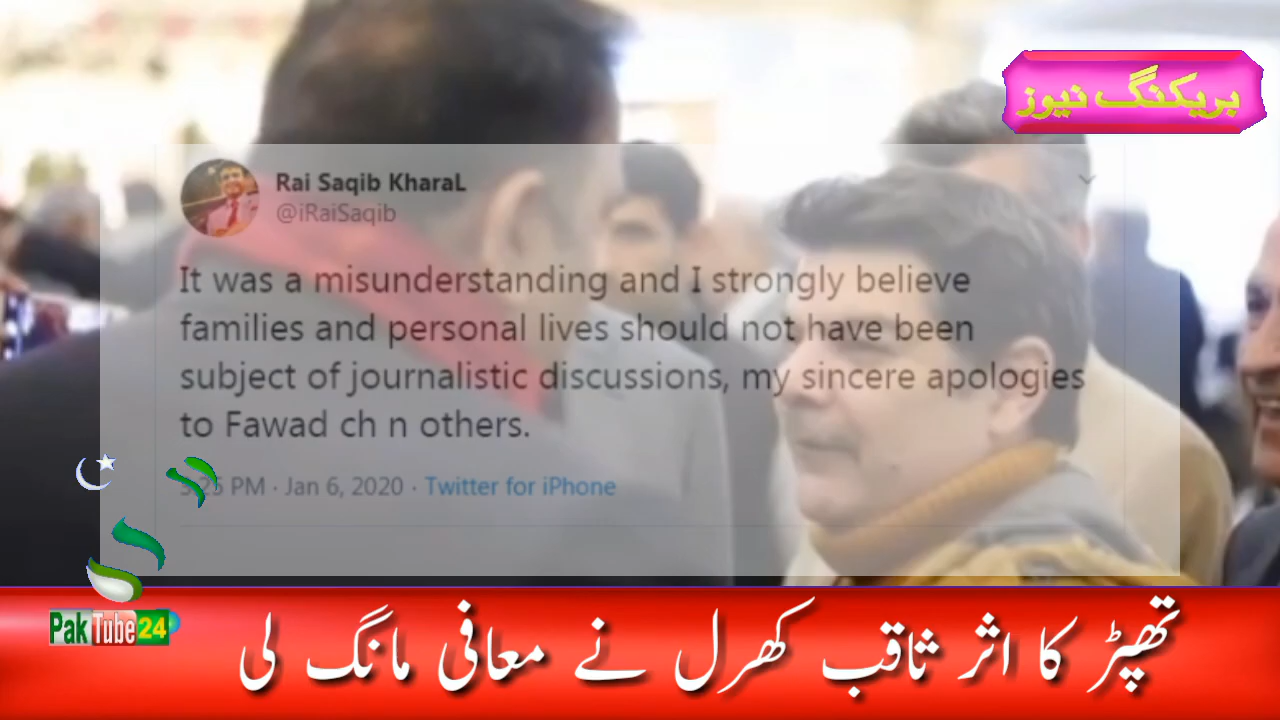 بریکنگ نیوز
Rai Saqib KharaL
@iRaiSaqib
It was a misunderstanding and I strongly believe
families and personal lives should not have been
subject of journalistic discussions, my sincere apologies
to Fawad ch n others.
5:25 PM · Jan 6, 2020 · Twitter for iPhone
PakTube24
تھپڑ کا اثر ثاقب کھرل نے معافی مانگ لی